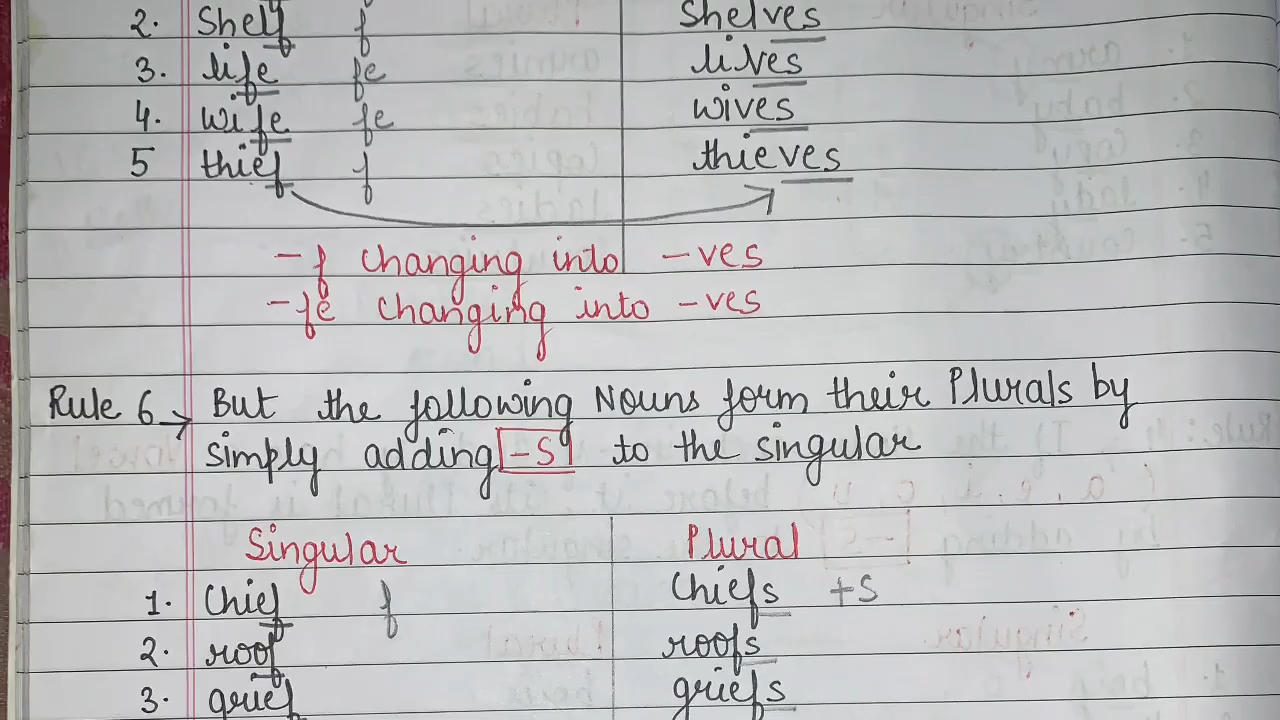 2. Shelf f Shelves
3. life fe lives
4. wife fe wives
5 thief f thieves
-f changing into -ves
-fe changing into -ves
Rule 6→ But the following Nouns form their Plurals by
simply adding -S to the singular
Singular Plural
1. Chief f Chiefs +S
2. roof roofs
3. grief griefs